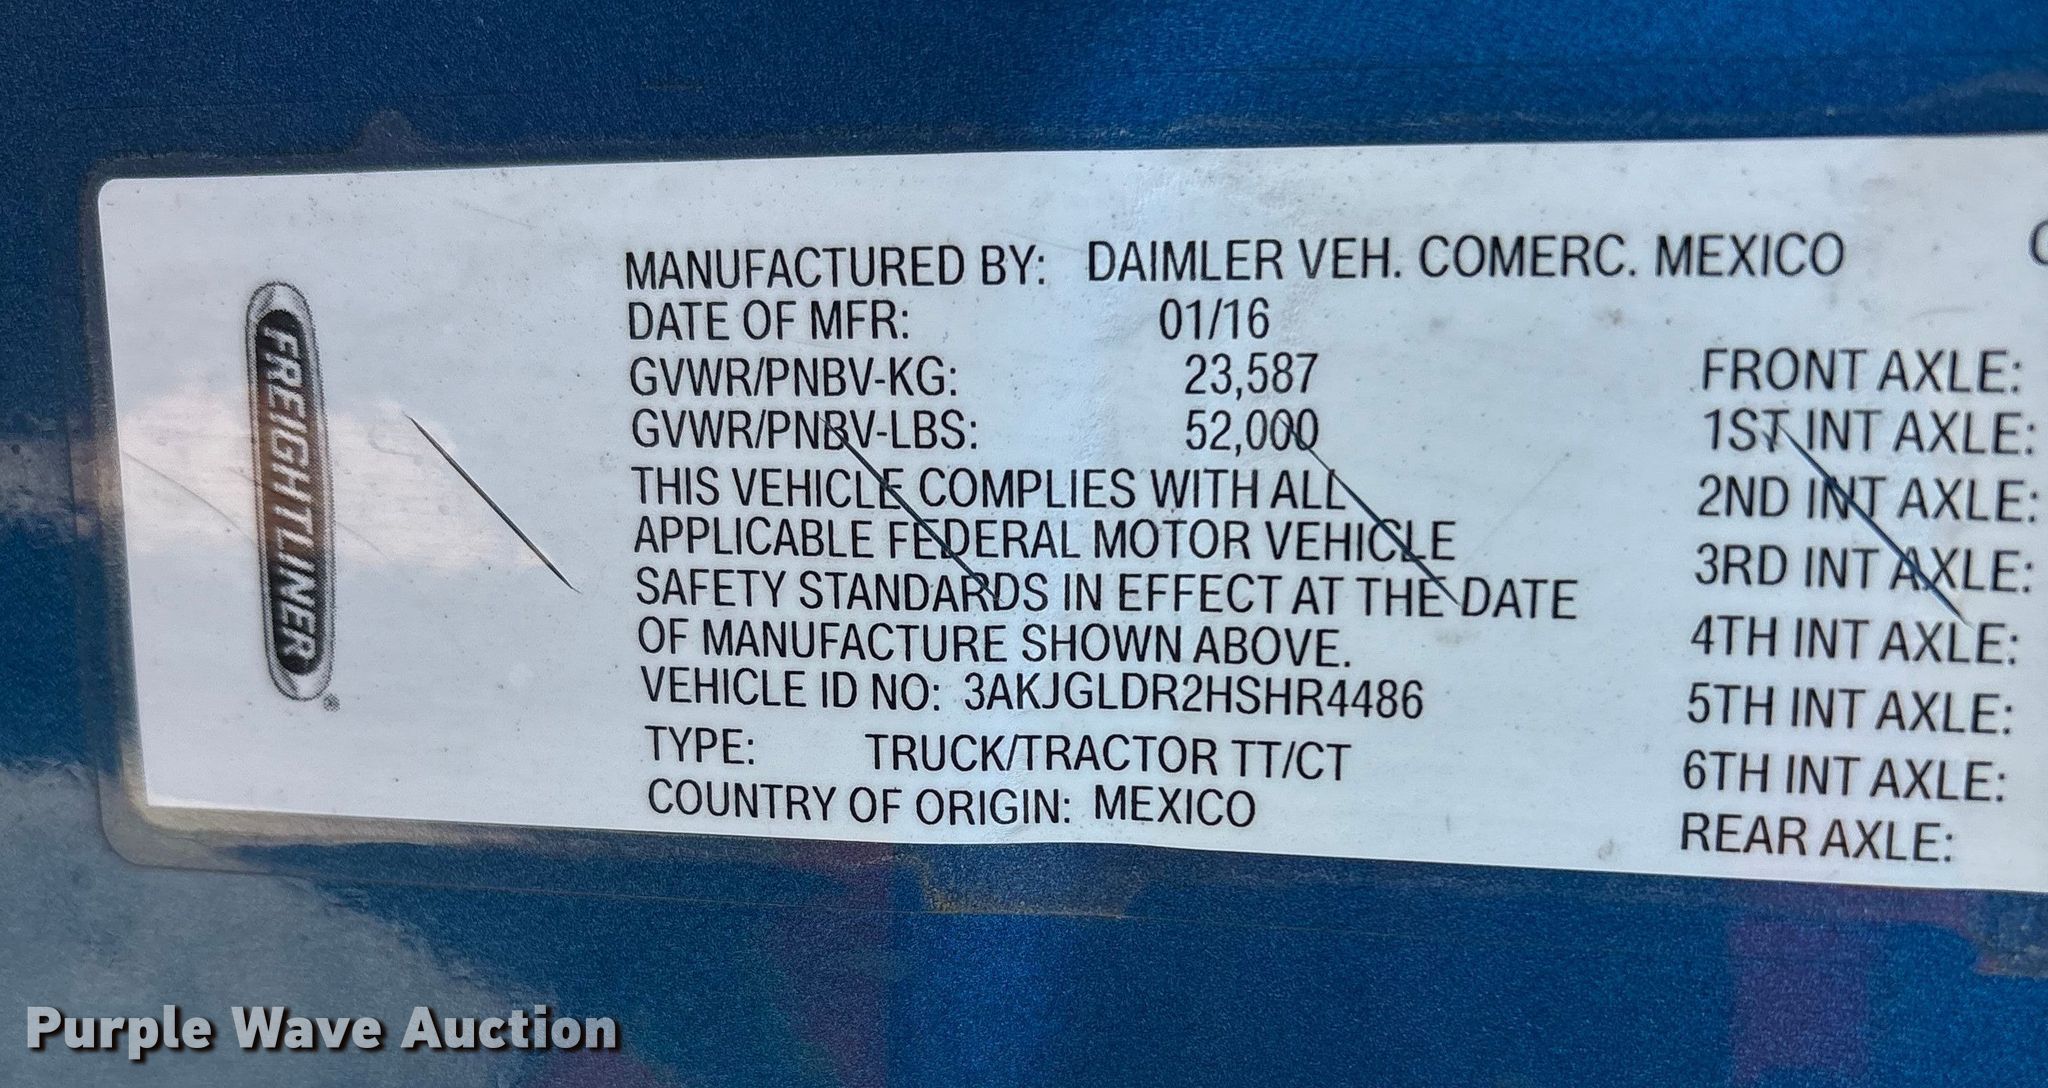 FREIGHTLINER®
MANUFACTURED BY: DAIMLER VEH. COMERC. MEXICO
DATE OF MFR: 01/16
GVWR/PNBV-KG: 23,587
GVWR/PNBV-LBS: 52,000
THIS VEHICLE COMPLIES WITH ALL
APPLICABLE FEDERAL MOTOR VEHICLE
SAFETY STANDARDS IN EFFECT AT THE DATE
OF MANUFACTURE SHOWN ABOVE.
VEHICLE ID NO: 3AKJGLDR2HSHR4486
TYPE: TRUCK/TRACTOR TT/CT
COUNTRY OF ORIGIN: MEXICO
FRONT AXLE:
1ST INT AXLE:
2ND INT AXLE:
3RD INT AXLE:
4TH INT AXLE:
5TH INT AXLE:
6TH INT AXLE:
REAR AXLE:
Purple Wave Auction